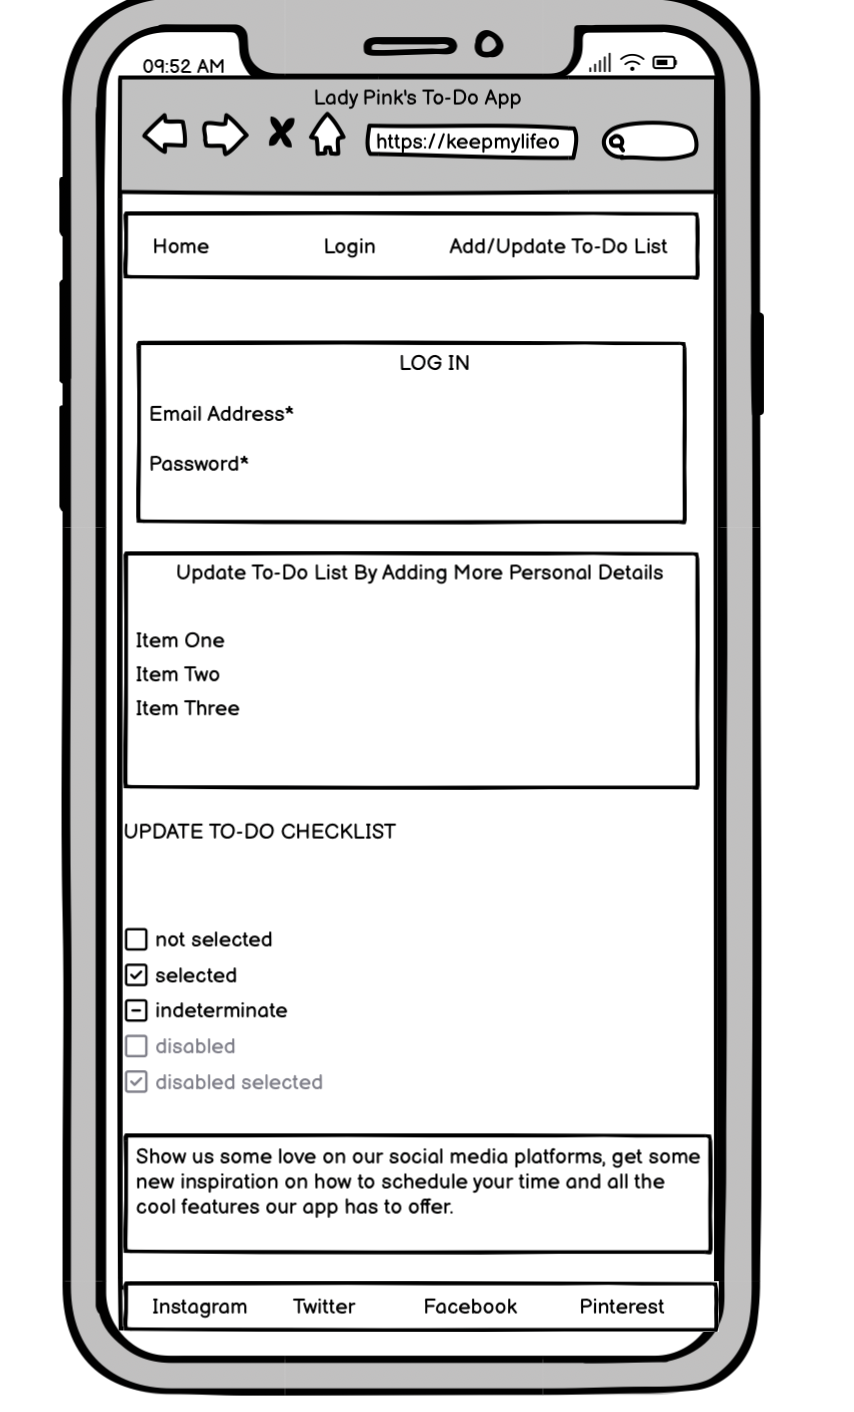 09:52 AM
Lady Pink's To-Do App
https://keepmylifeo
Home Login Add/Update To-Do List
LOG IN
Email Address*
Password*
Update To-Do List By Adding More Personal Details
Item One
Item Two
Item Three
UPDATE TO-DO CHECKLIST
not selected
selected
indeterminate
disabled
disabled selected
Show us some love on our social media platforms, get some
new inspiration on how to schedule your time and all the
cool features our app has to offer.
Instagram Twitter Facebook Pinterest